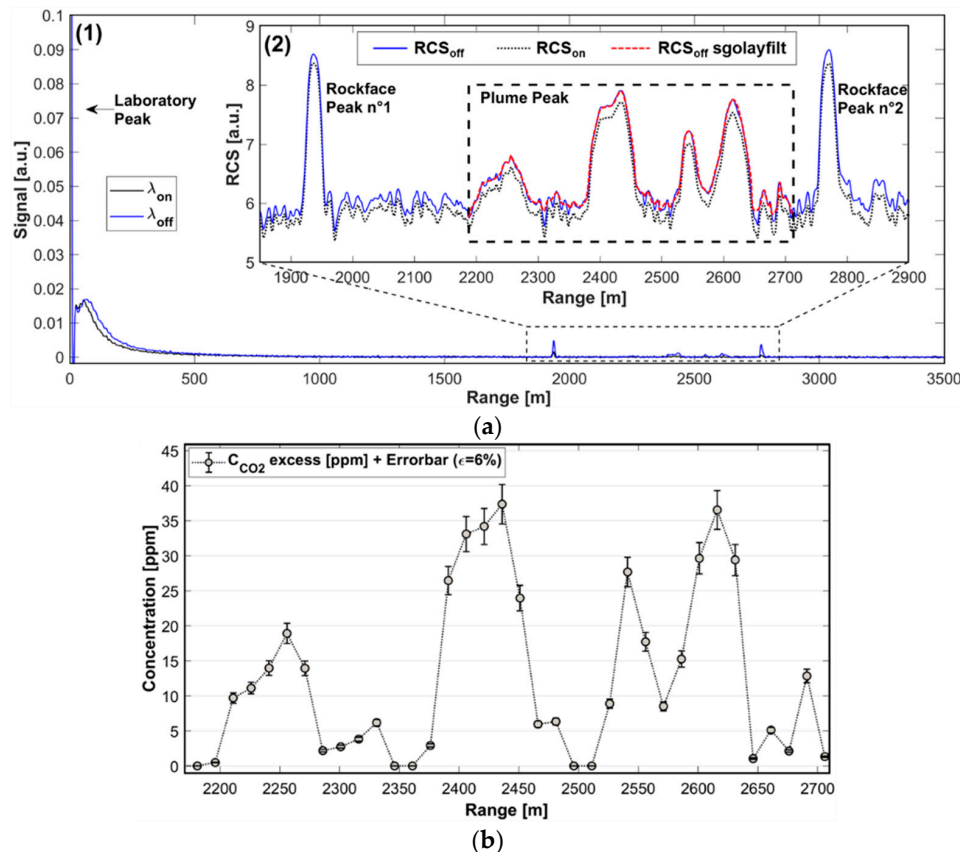 (1)
Laboratory
Peak
λon
λoff
Signal [a.u.]
0.1
0.09
0.08
0.07
0.06
0.05
0.04
0.03
0.02
0.01
0
0 500 1000 1500 2000 2500 3000 3500
Range [m]
(2)
RCSoff RCSon RCSoff sgolayfilt
Rockface
Peak n°1
Plume Peak
Rockface
Peak n°2
RCS [a.u.]
9
8
7
6
5
1900 2000 2100 2200 2300 2400 2500 2600 2700 2800 2900
Range [m]
(a)
CCO2 excess [ppm] + Errorbar (ϵ=6%)
Concentration [ppm]
45
40
35
30
25
20
15
10
5
0
2200 2250 2300 2350 2400 2450 2500 2550 2600 2650 2700
Range [m]
(b)